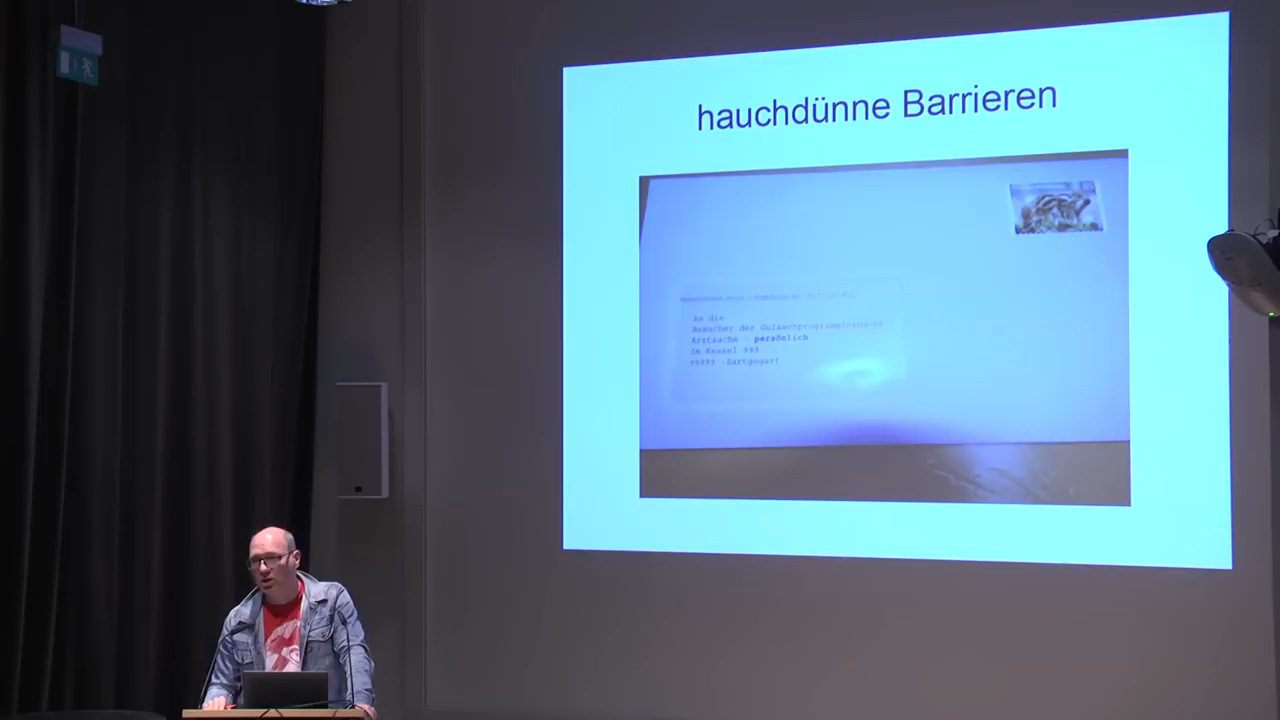 hauchdünne Barrieren
An die
Besucher der Gulaschprogrammiernacht
Arztsache - persönlich
Im Kessel 999
99999 Zartgegart